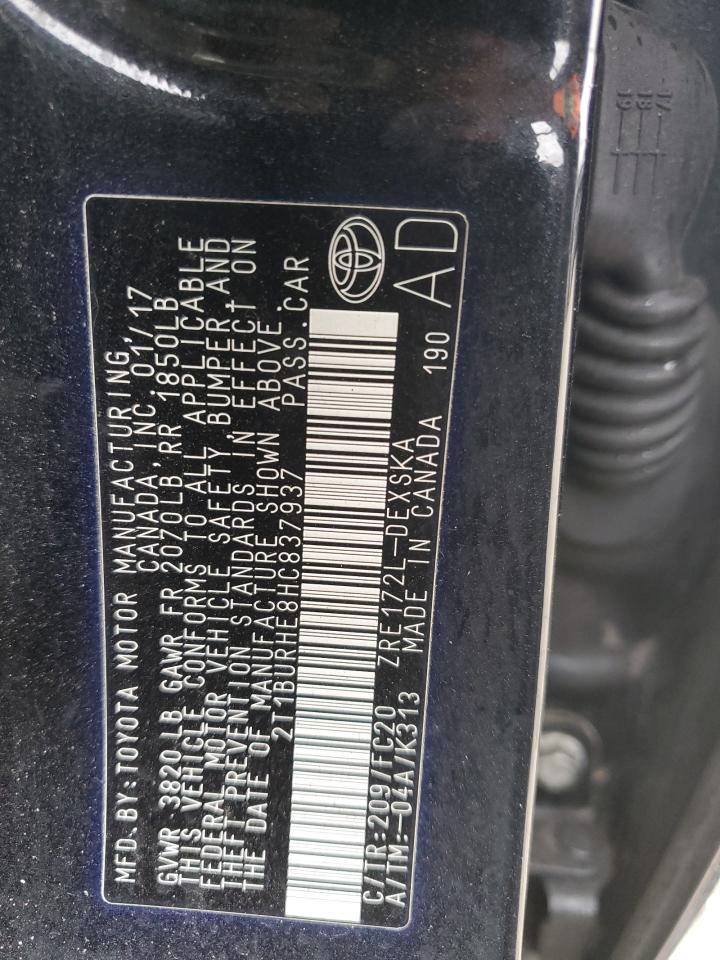 MFD.BY:TOYOTA MOTOR MANUFACTURING,
CANADA,INC. 01/17
GVWR 3820 LB GAWR FR 2070LB RR 1850LB
THIS VEHICLE CONFORMS TO ALL APPLICABLE
FEDERAL MOTOR VEHICLE SAFETY, BUMPER, AND
THEFT PREVENTION STANDARDS IN EFFECT ON
THE DATE OF MANUFACTURE SHOWN ABOVE.
2T1BURHE8HC837937 PASS.CAR
C/TR:209/FC20 ZRE172L-DEXSKA
A/TM:-04A/K313 MADE IN CANADA 190
AD
17
18
19